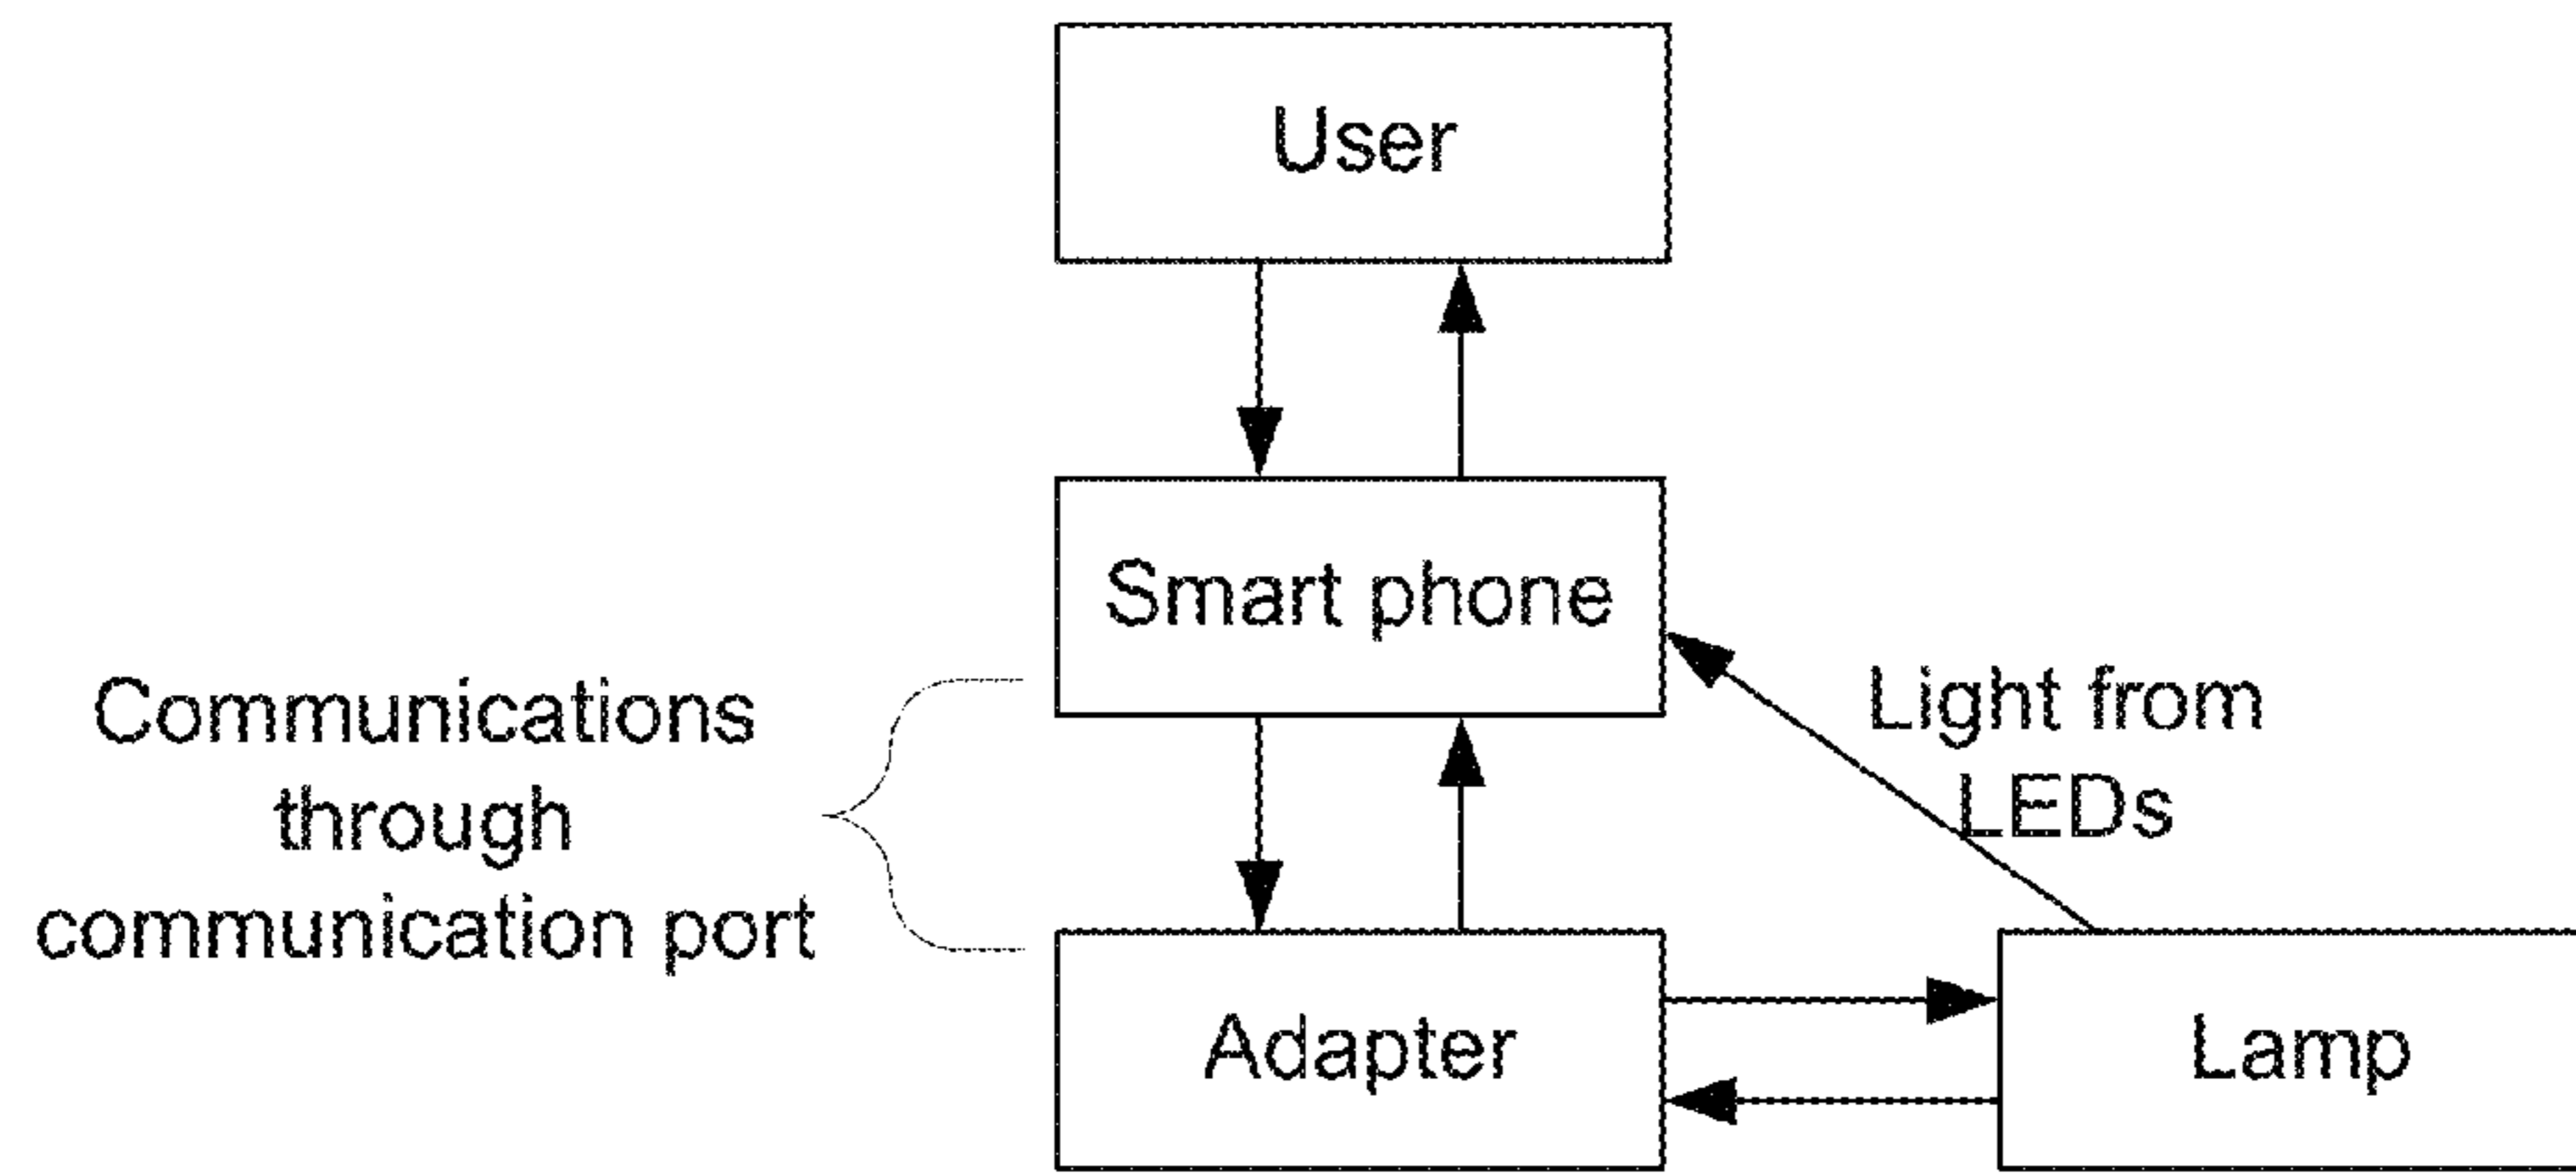 User
Smart phone
Communications
through
communication port
Light from
LEDs
Adapter
Lamp